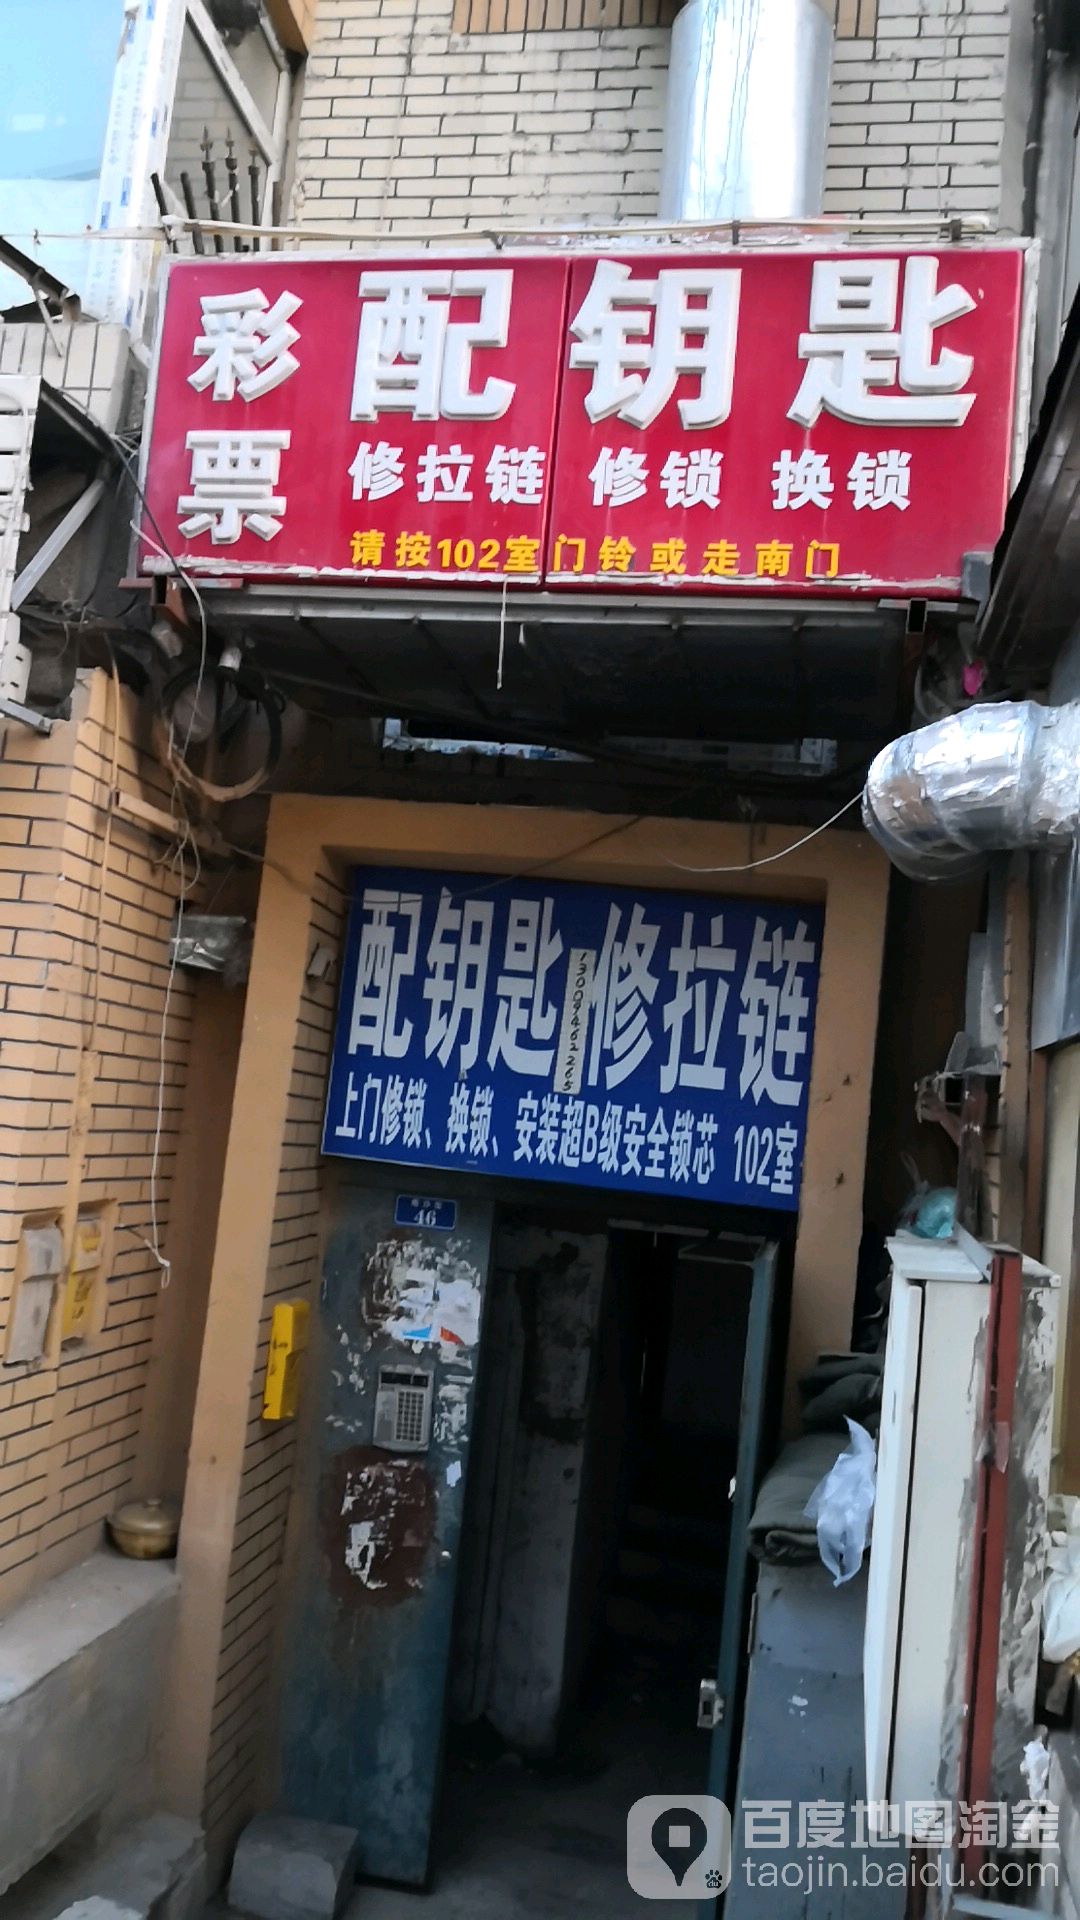 彩票
配钥匙
修拉链 修锁 换锁
请按102室门铃或走南门
配钥匙 修拉链
13009461265
上门修锁、换锁、安装超B级安全锁芯 102室
46
百度地图淘金
taojin.baidu.com